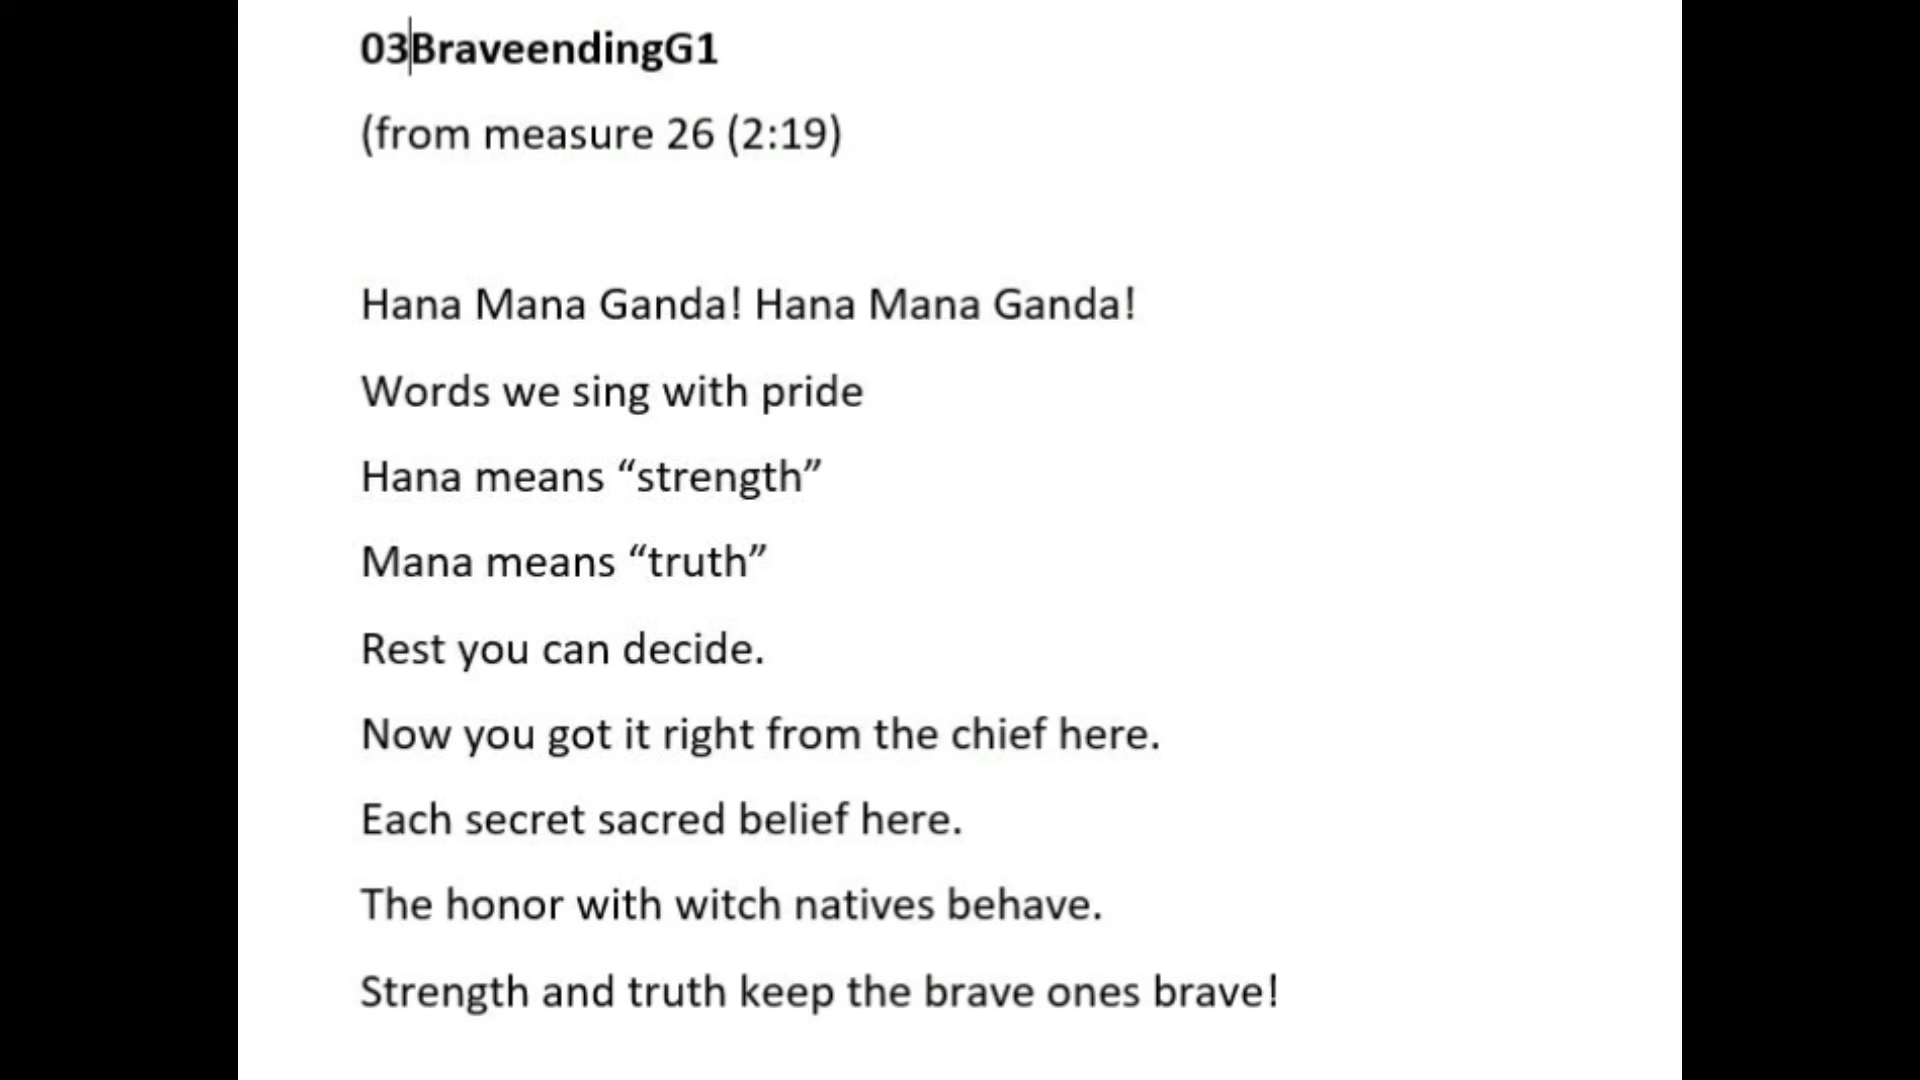 03BraveendingG1
(from measure 26 (2:19)
Hana Mana Ganda! Hana Mana Ganda!
Words we sing with pride
Hana means “strength”
Mana means “truth”
Rest you can decide.
Now you got it right from the chief here.
Each secret sacred belief here.
The honor with witch natives behave.
Strength and truth keep the brave ones brave!